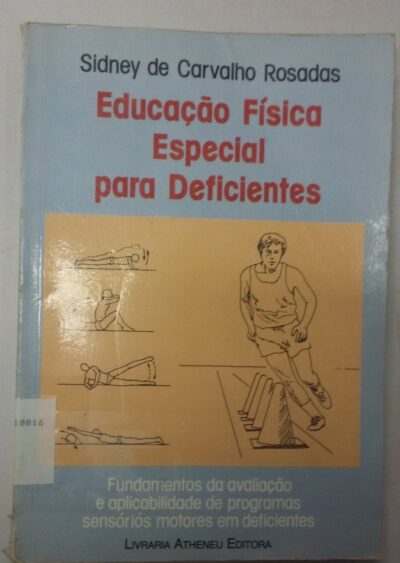 Sidney de Carvalho Rosadas
Educação Física
Especial
para Deficientes
10816
Fundamentos da avaliação
e aplicabilidade de programas
sensórios motores em deficientes
LIVRARIA ATHENEU EDITORA